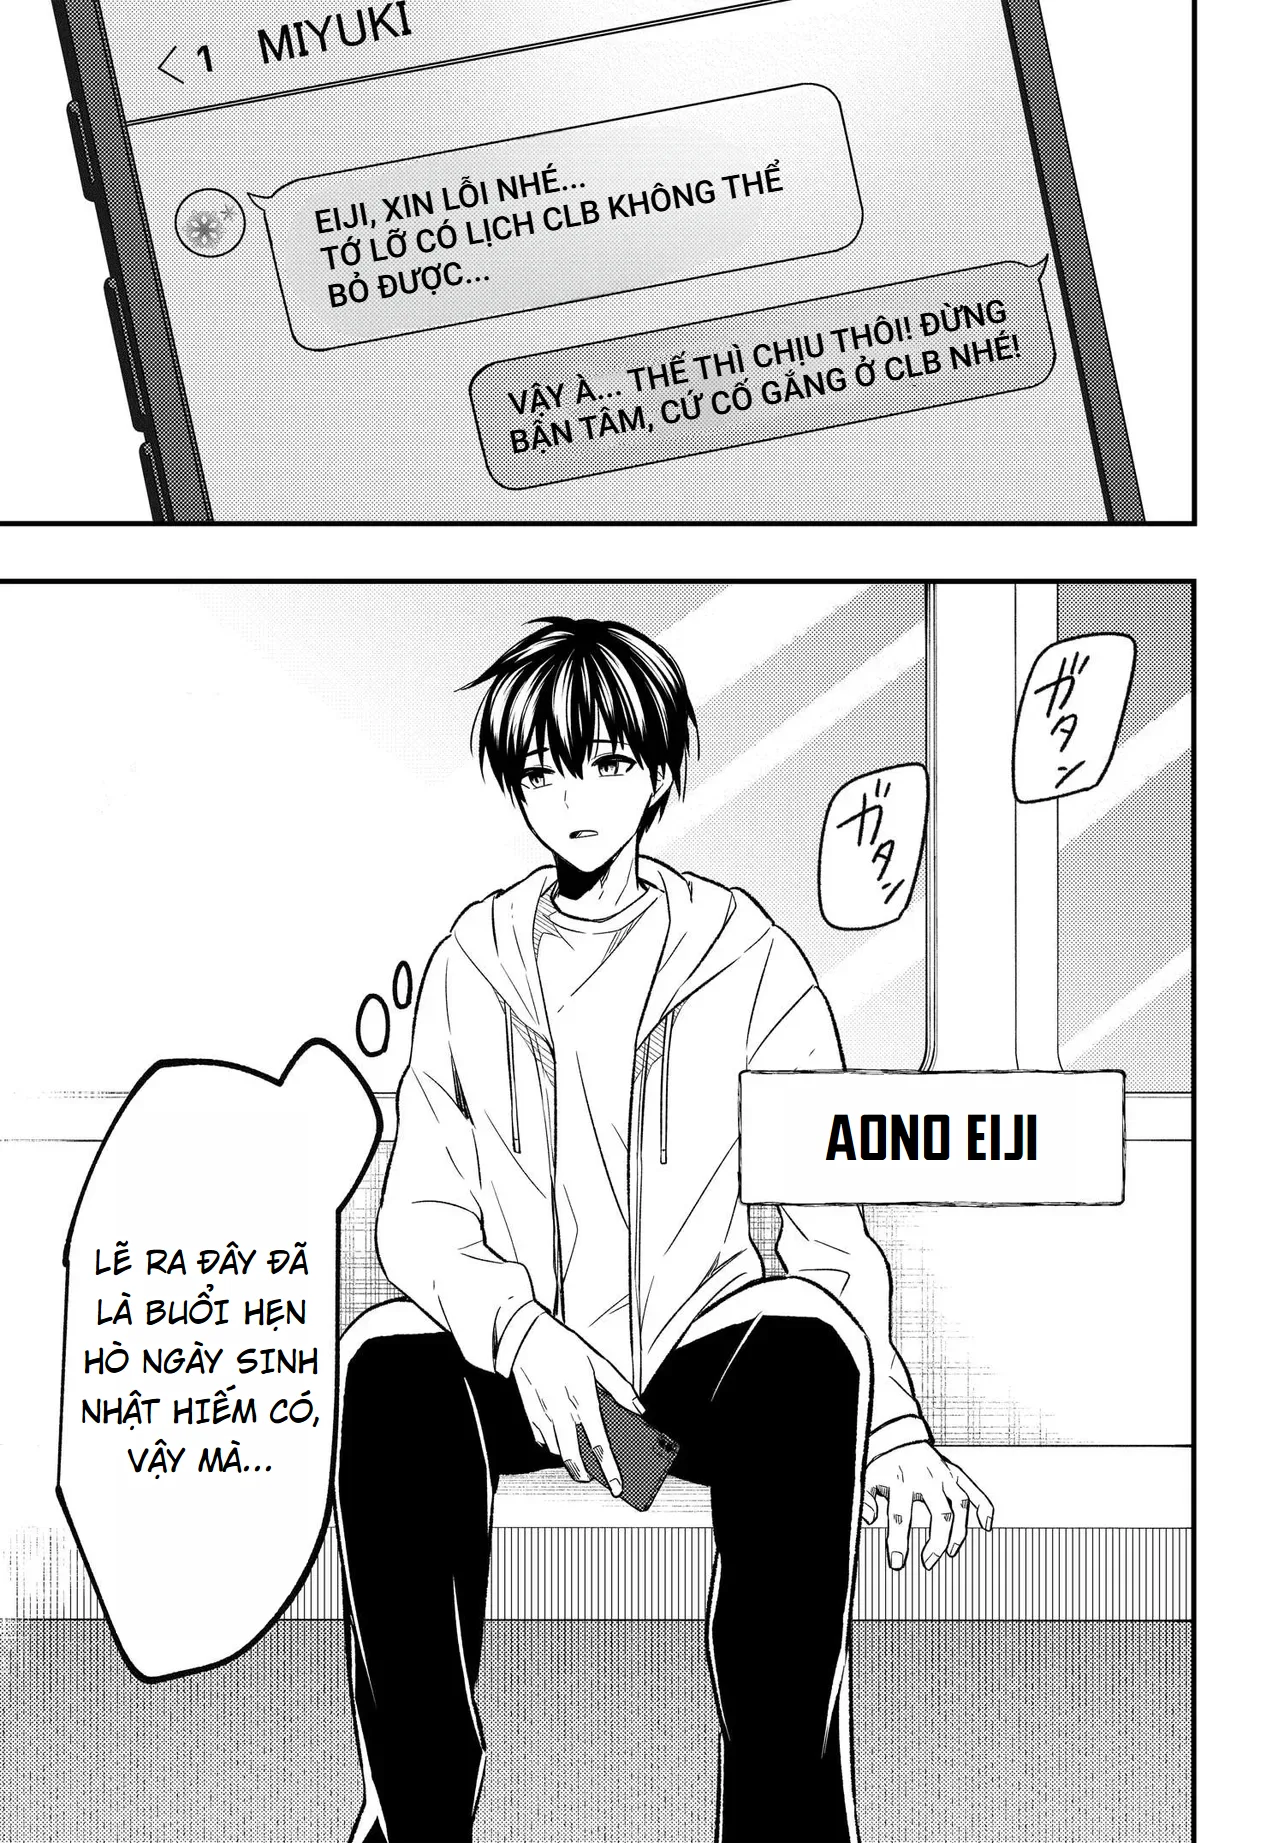 <1 MIYUKI
EIJI, XIN LỖI NHÉ...
TỚ LỠ CÓ LỊCH CLB KHÔNG THỂ
BỎ ĐƯỢC...
VẬY À... THẾ THÌ CHỊU THÔI! ĐỪNG
BẬN TÂM, CỨ CỐ GẮNG Ở CLB NHÉ!
ガタン
ガタン
AONO EIJI
LẼ RA ĐÂY ĐÃ
LÀ BUỔI HẸN
HÒ NGÀY SINH
NHẬT HIẾM CÓ,
VẬY MÀ...